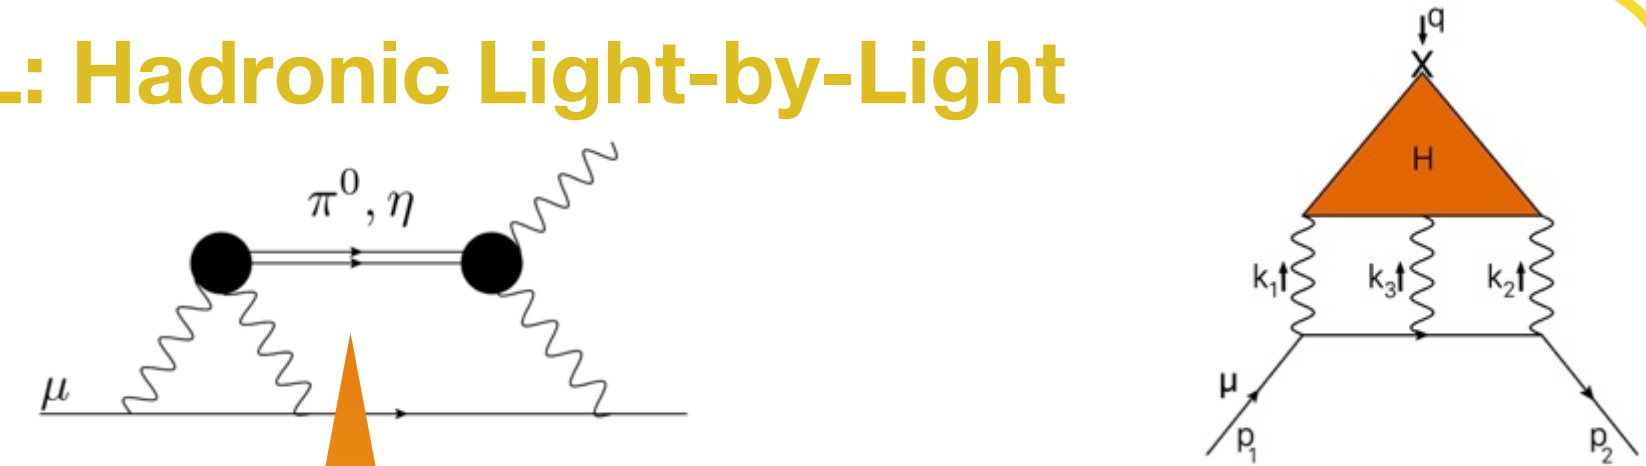 L: Hadronic Light-by-Light
π⁰, η
μ
q
X
H
k₁
k₃
k₂
μ
p₁
p₂